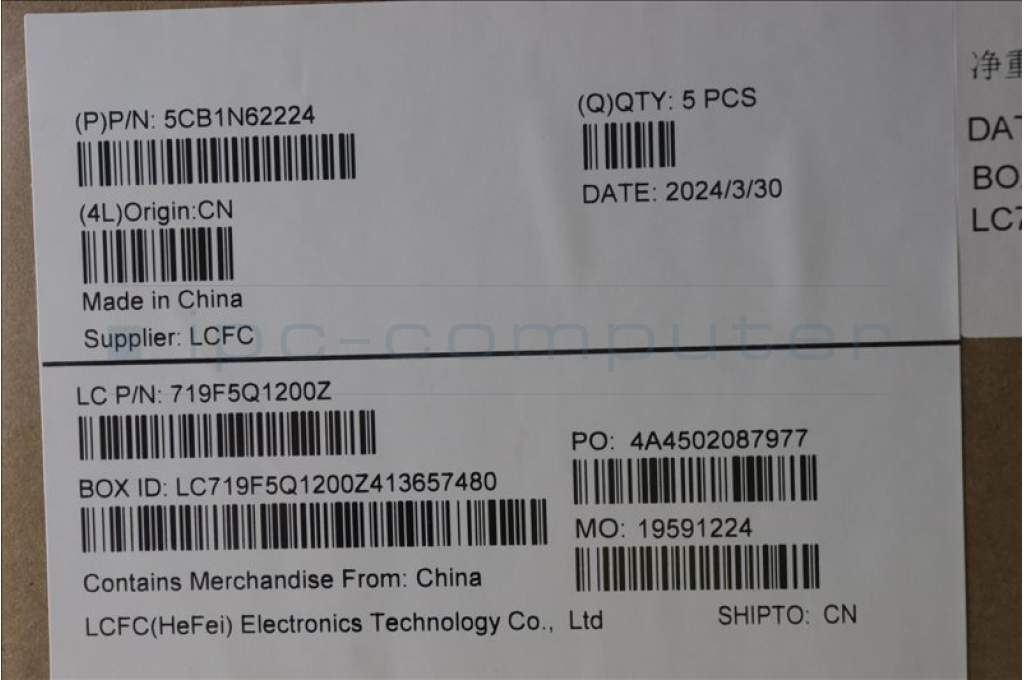 (P)P/N: 5CB1N62224
(Q)QTY: 5 PCS
DATE: 2024/3/30
(4L)Origin:CN
Made in China
Supplier: LCFC
ipc-computer
LC P/N: 719F5Q1200Z
PO: 4A4502087977
BOX ID: LC719F5Q1200Z413657480
MO: 19591224
Contains Merchandise From: China
LCFC(HeFei) Electronics Technology Co., Ltd
SHIPTO: CN
净重
DAT
BO
LC7